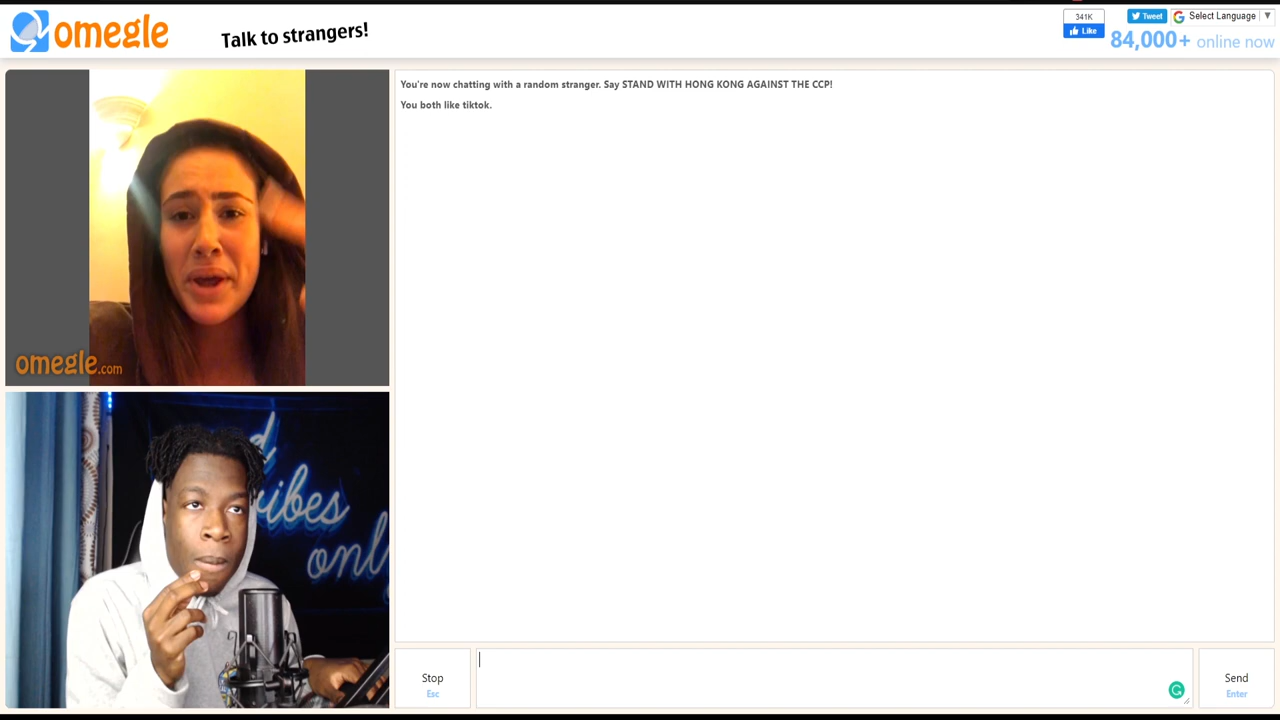 omegle
Talk to strangers!
341K
Like
Tweet
Select Language
84,000+ online now
You're now chatting with a random stranger. Say STAND WITH HONG KONG AGAINST THE CCP!
You both like tiktok.
omegle.com
vibes
Stop
Esc
Send
Enter